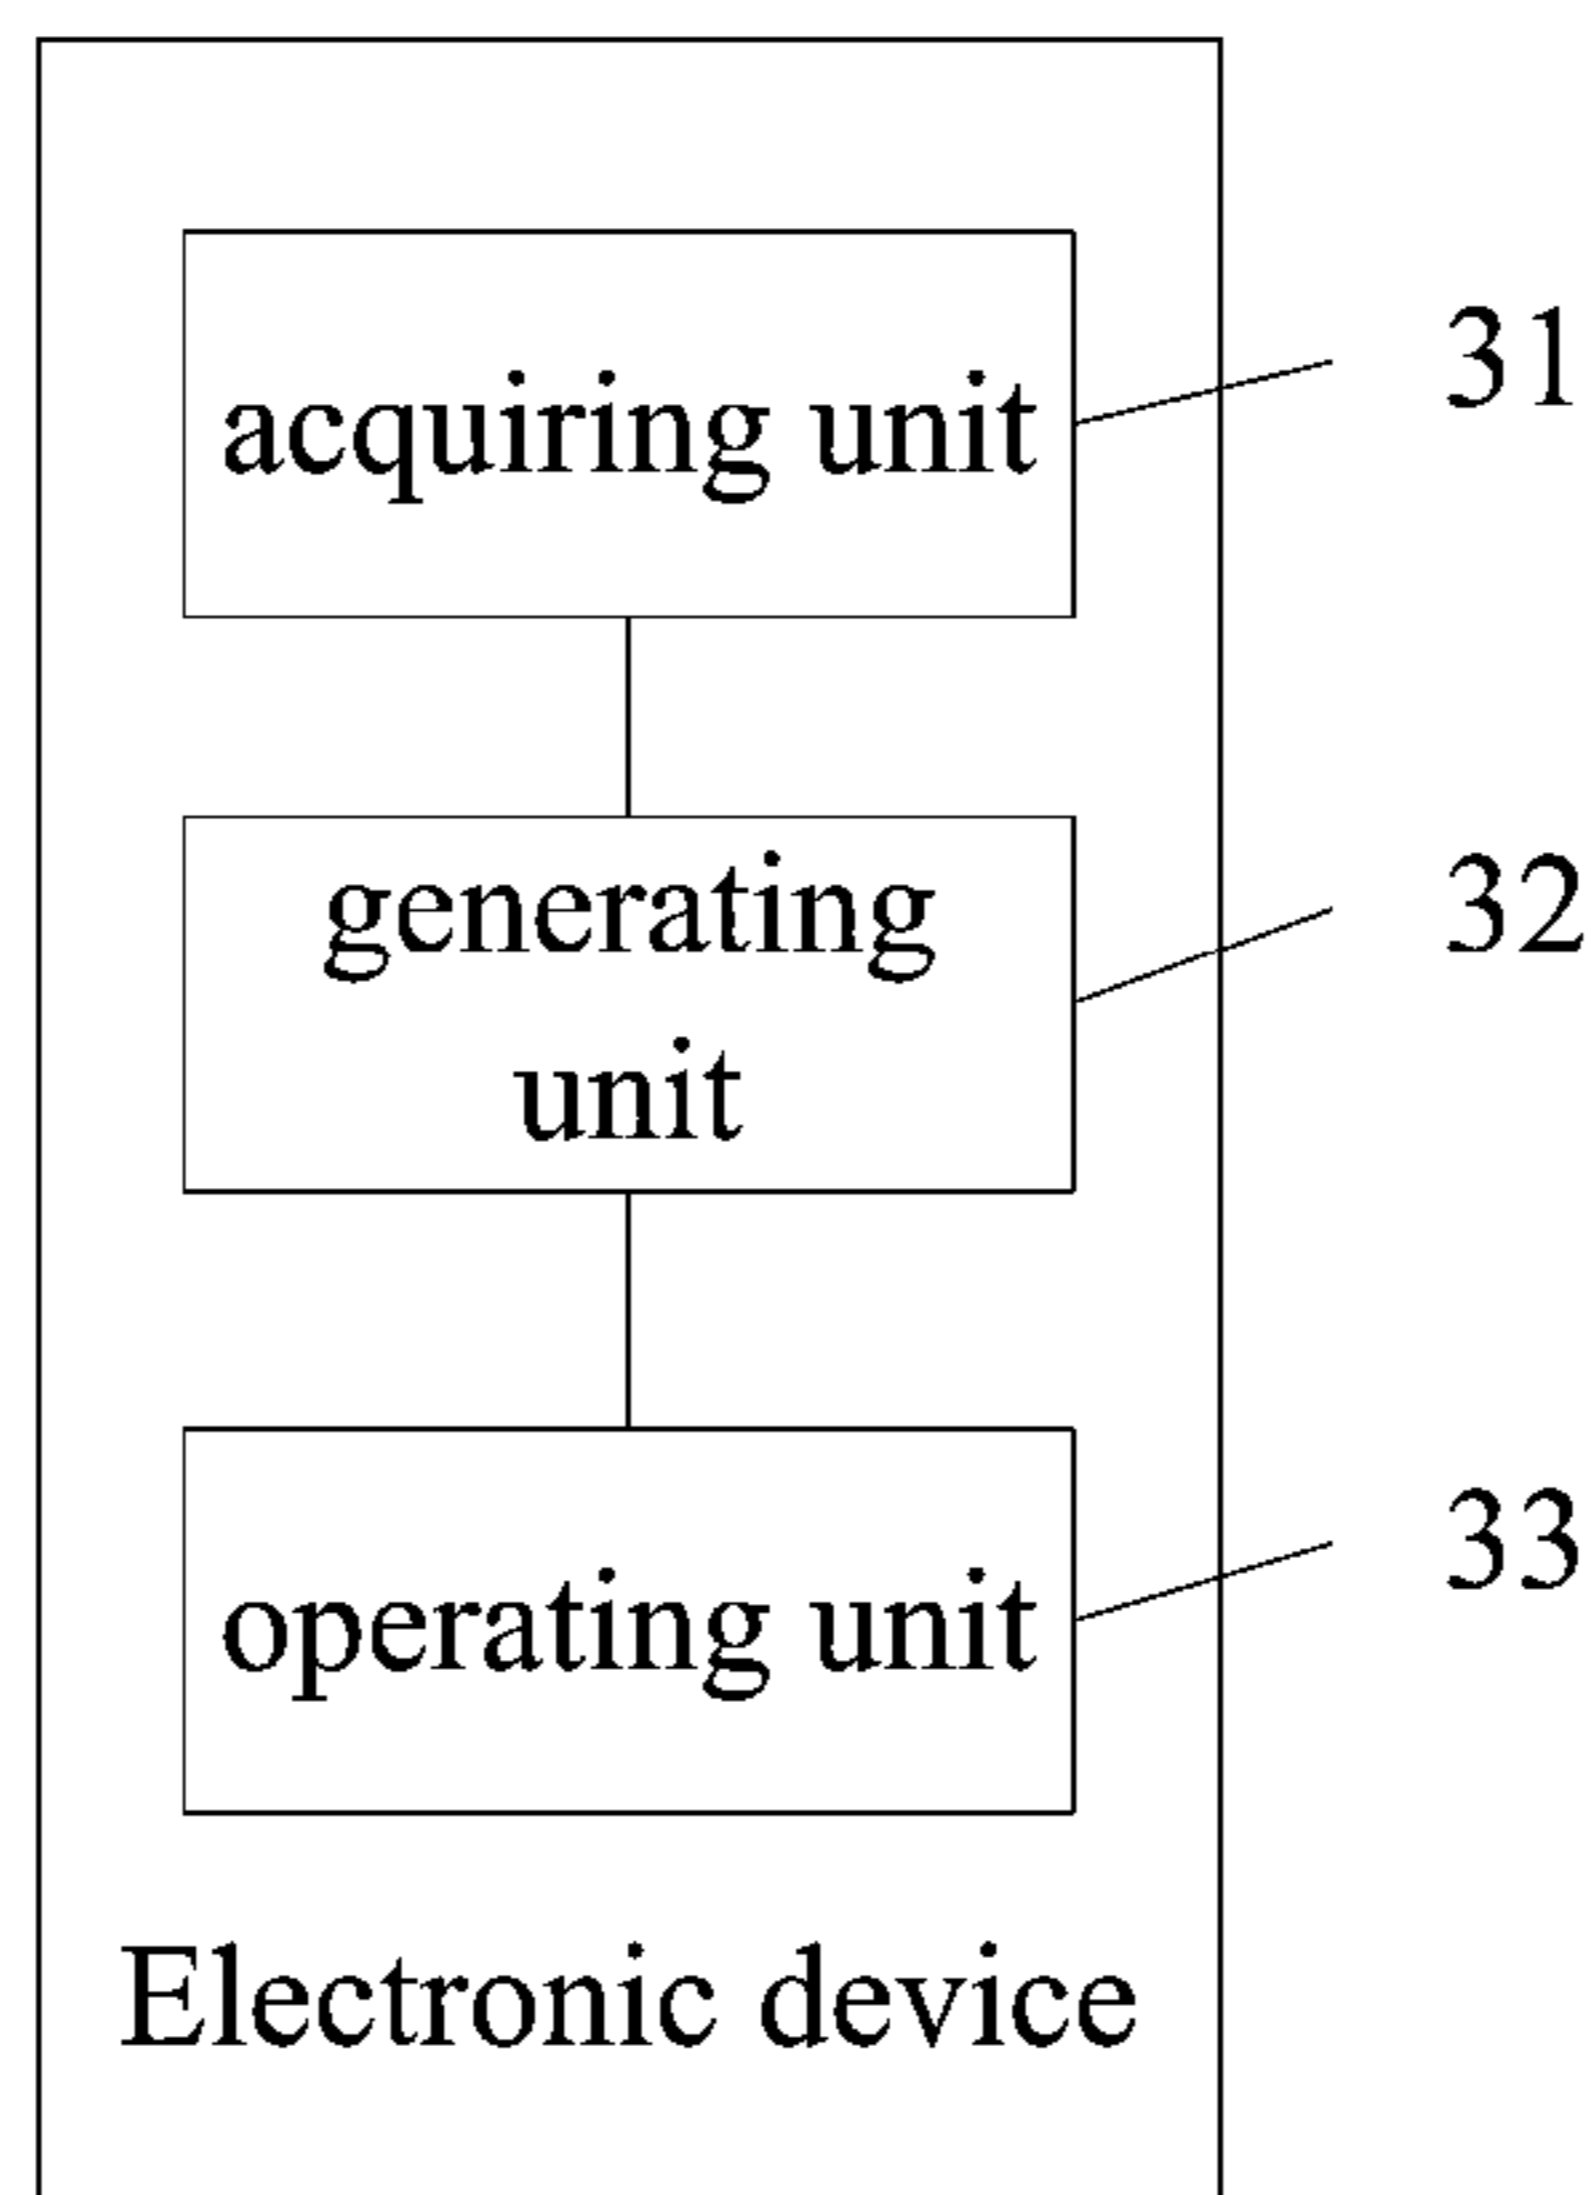 acquiring unit
31
generating
unit
32
operating unit
33
Electronic device